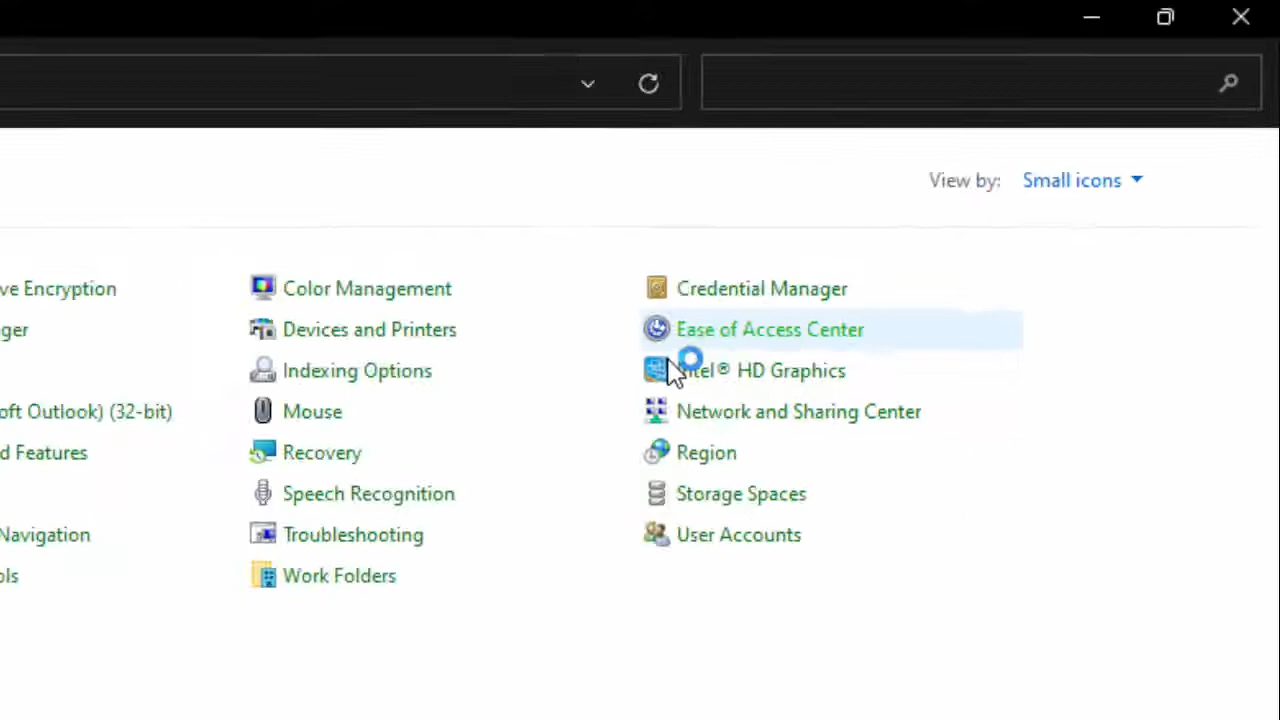 View by: Small icons
ve Encryption
Color Management
Credential Manager
ger
Devices and Printers
Ease of Access Center
Indexing Options
ntel® HD Graphics
oft Outlook) (32-bit)
Mouse
Network and Sharing Center
d Features
Recovery
Region
Speech Recognition
Storage Spaces
Navigation
Troubleshooting
User Accounts
ols
Work Folders